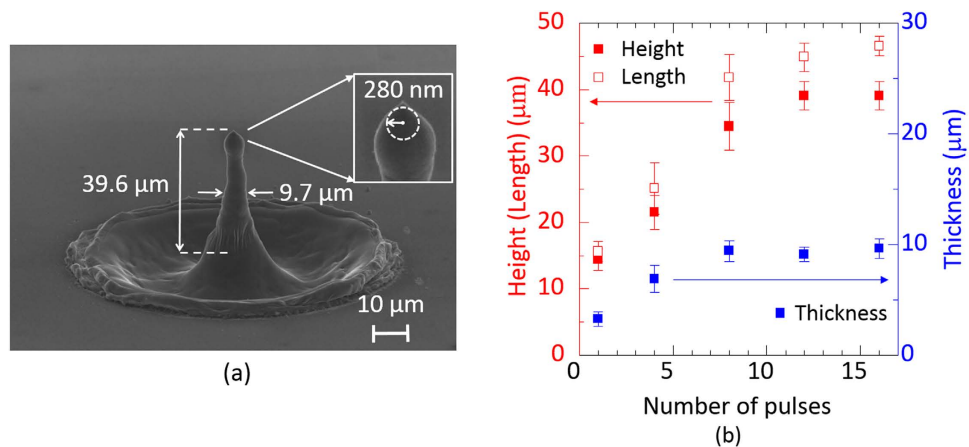 (a)
280 nm
39.6 μm
9.7 μm
10 μm
(b)
Height (Length) (μm)
50
40
30
20
10
0
Height
Length
Thickness
30
20
10
0
Thickness (μm)
0
5
10
15
Number of pulses